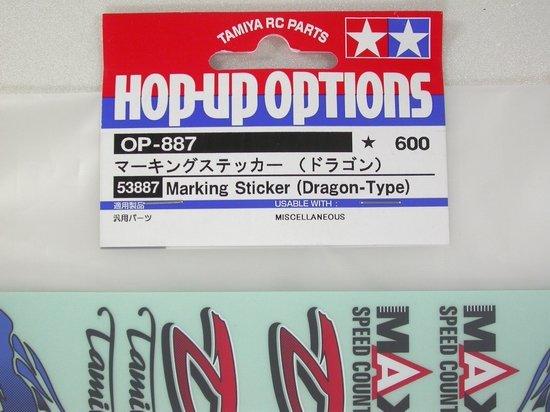 TAMIYA RC PARTS
HOP-UP OPTIONS
OP-887 ★ 600
マーキングステッカー (ドラゴン)
53887 Marking Sticker (Dragon-Type)
適用製品 USABLE WITH :
汎用パーツ MISCELLANEOUS
MAX
SPEED COUNT
MAX
SPEED COUNT